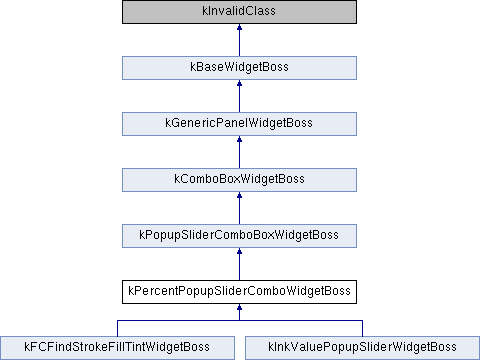 kInvalidClass
kBaseWidgetBoss
kGenericPanelWidgetBoss
kComboBoxWidgetBoss
kPopupSliderComboBoxWidgetBoss
kPercentPopupSliderComboWidgetBoss
kFCFindStrokeFillTintWidgetBoss
kInkValuePopupSliderWidgetBoss